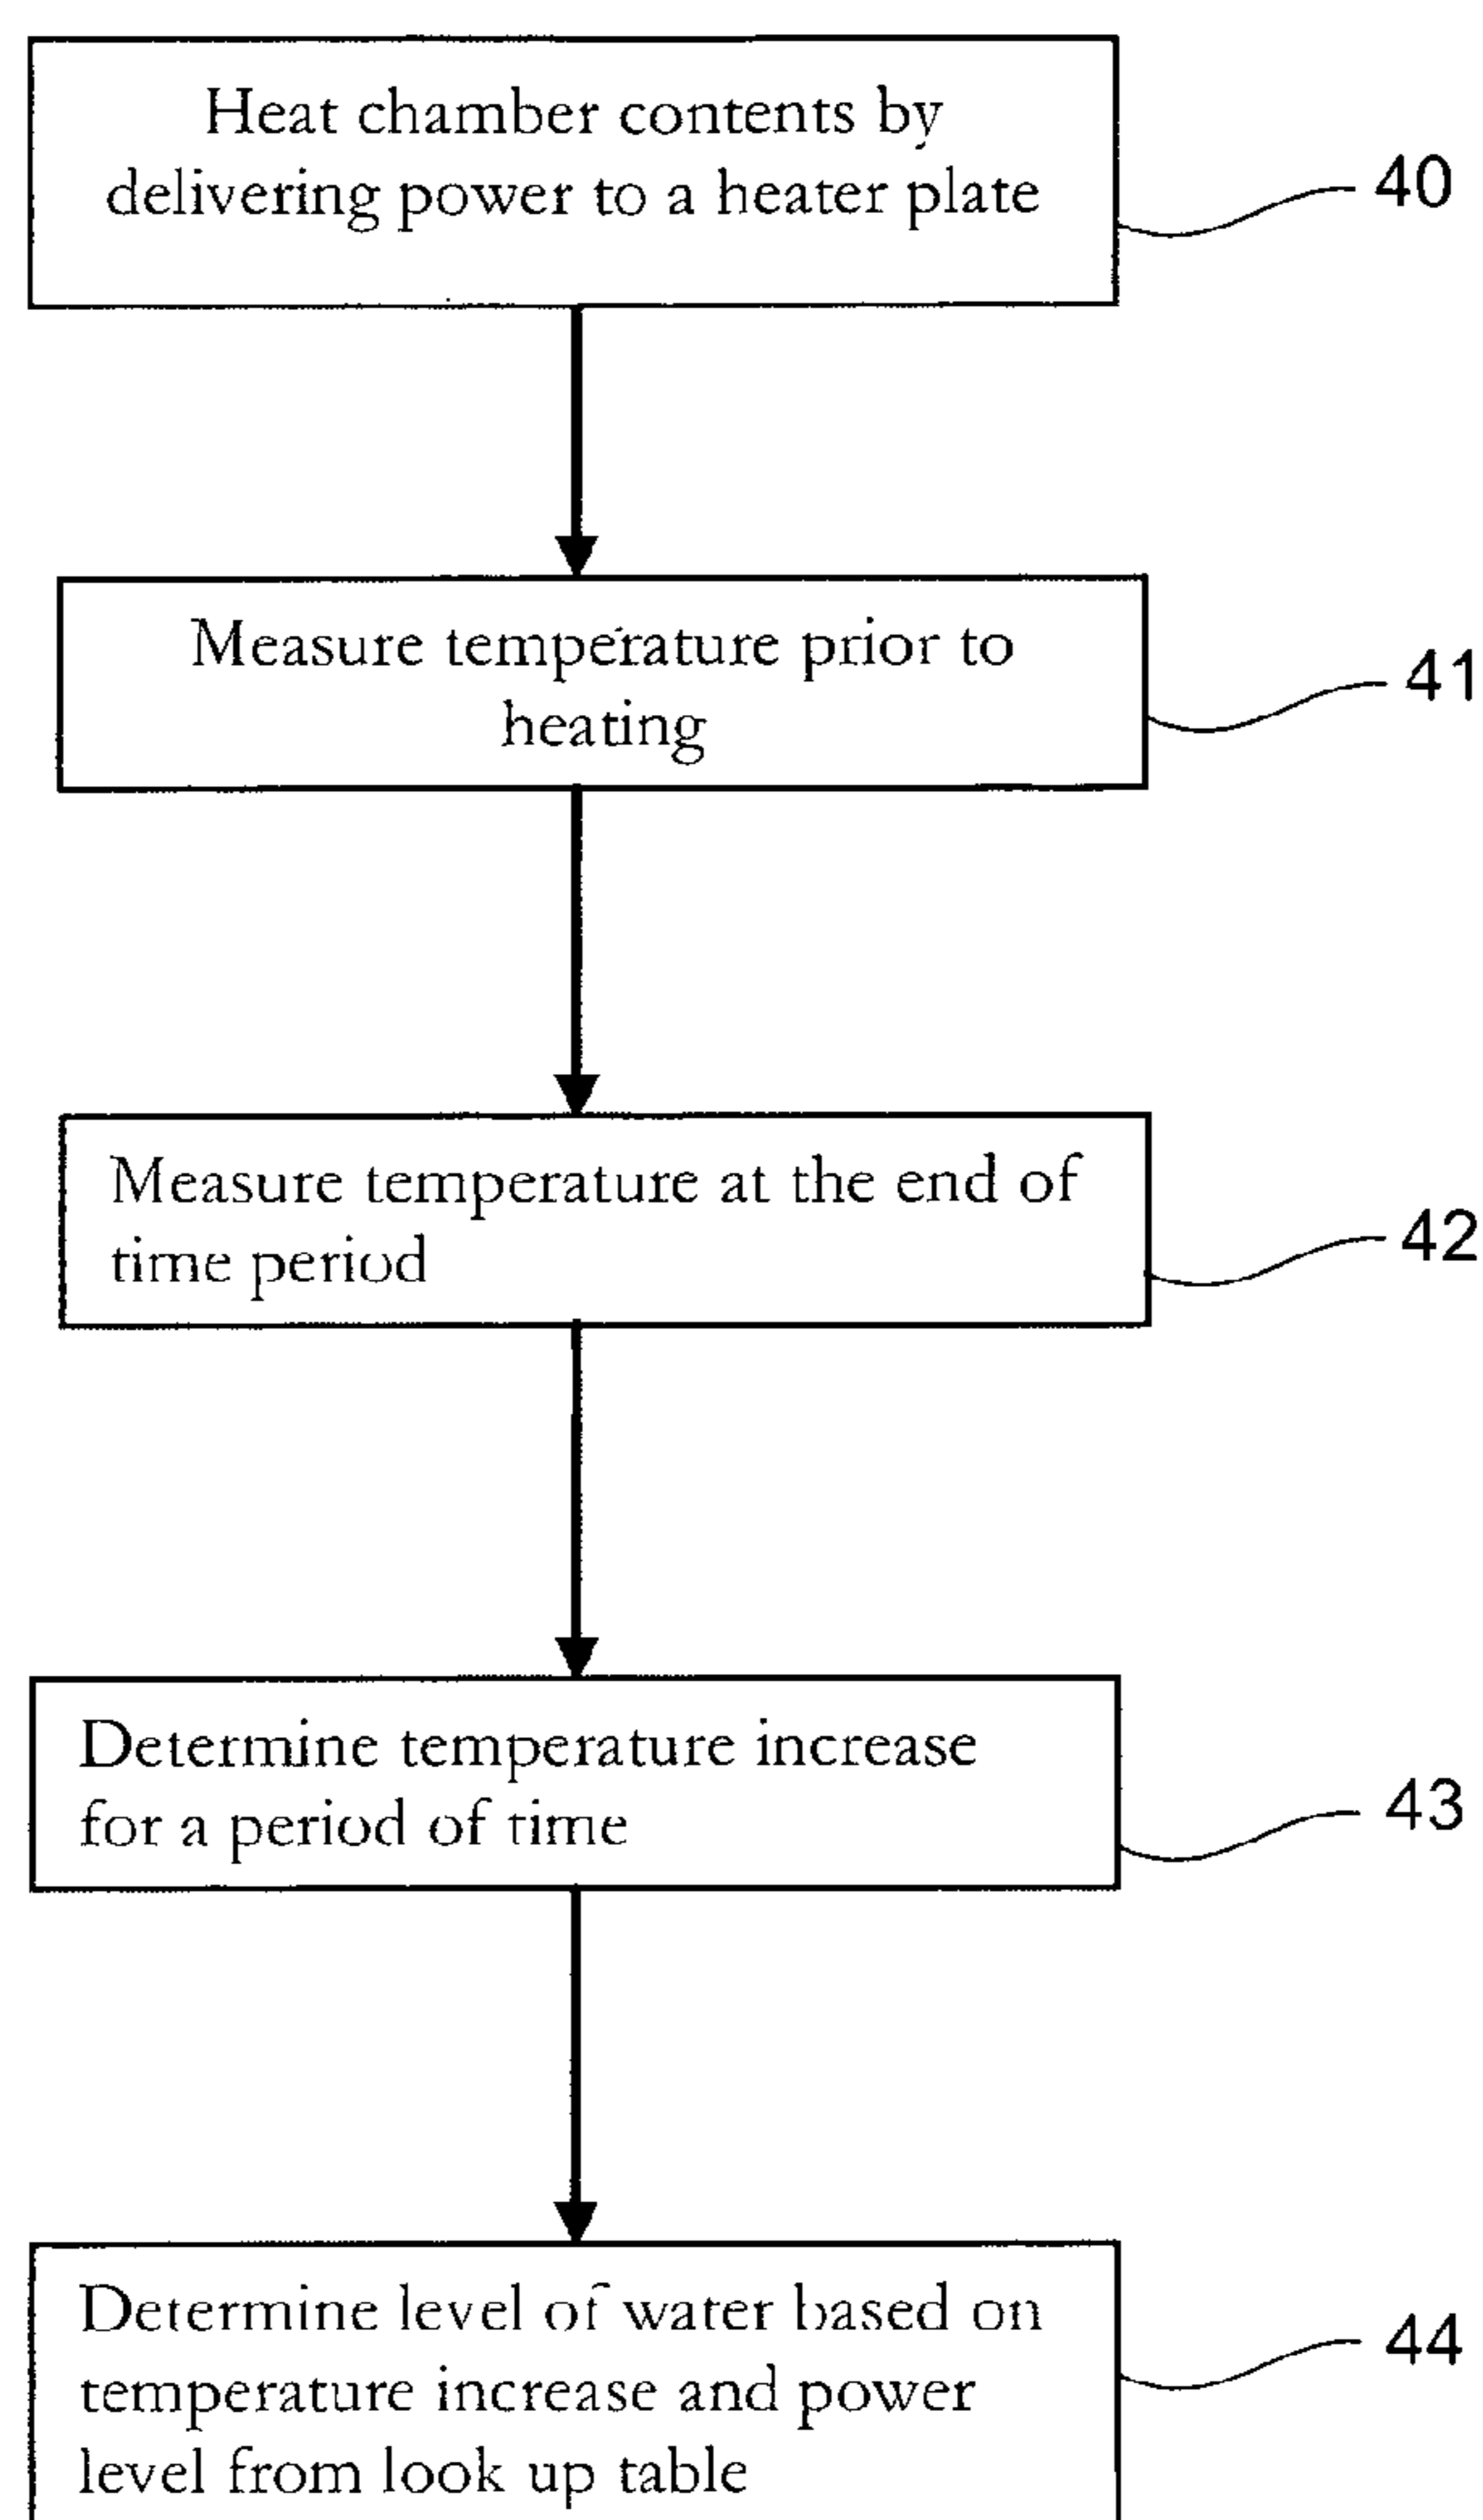 Heat chamber contents by
delivering power to a heater plate
40
Measure temperature prior to
heating
41
Measure temperature at the end of
time period
42
Determine temperature increase
for a period of time
43
Determine level of water based on
temperature increase and power
level from look up table
44